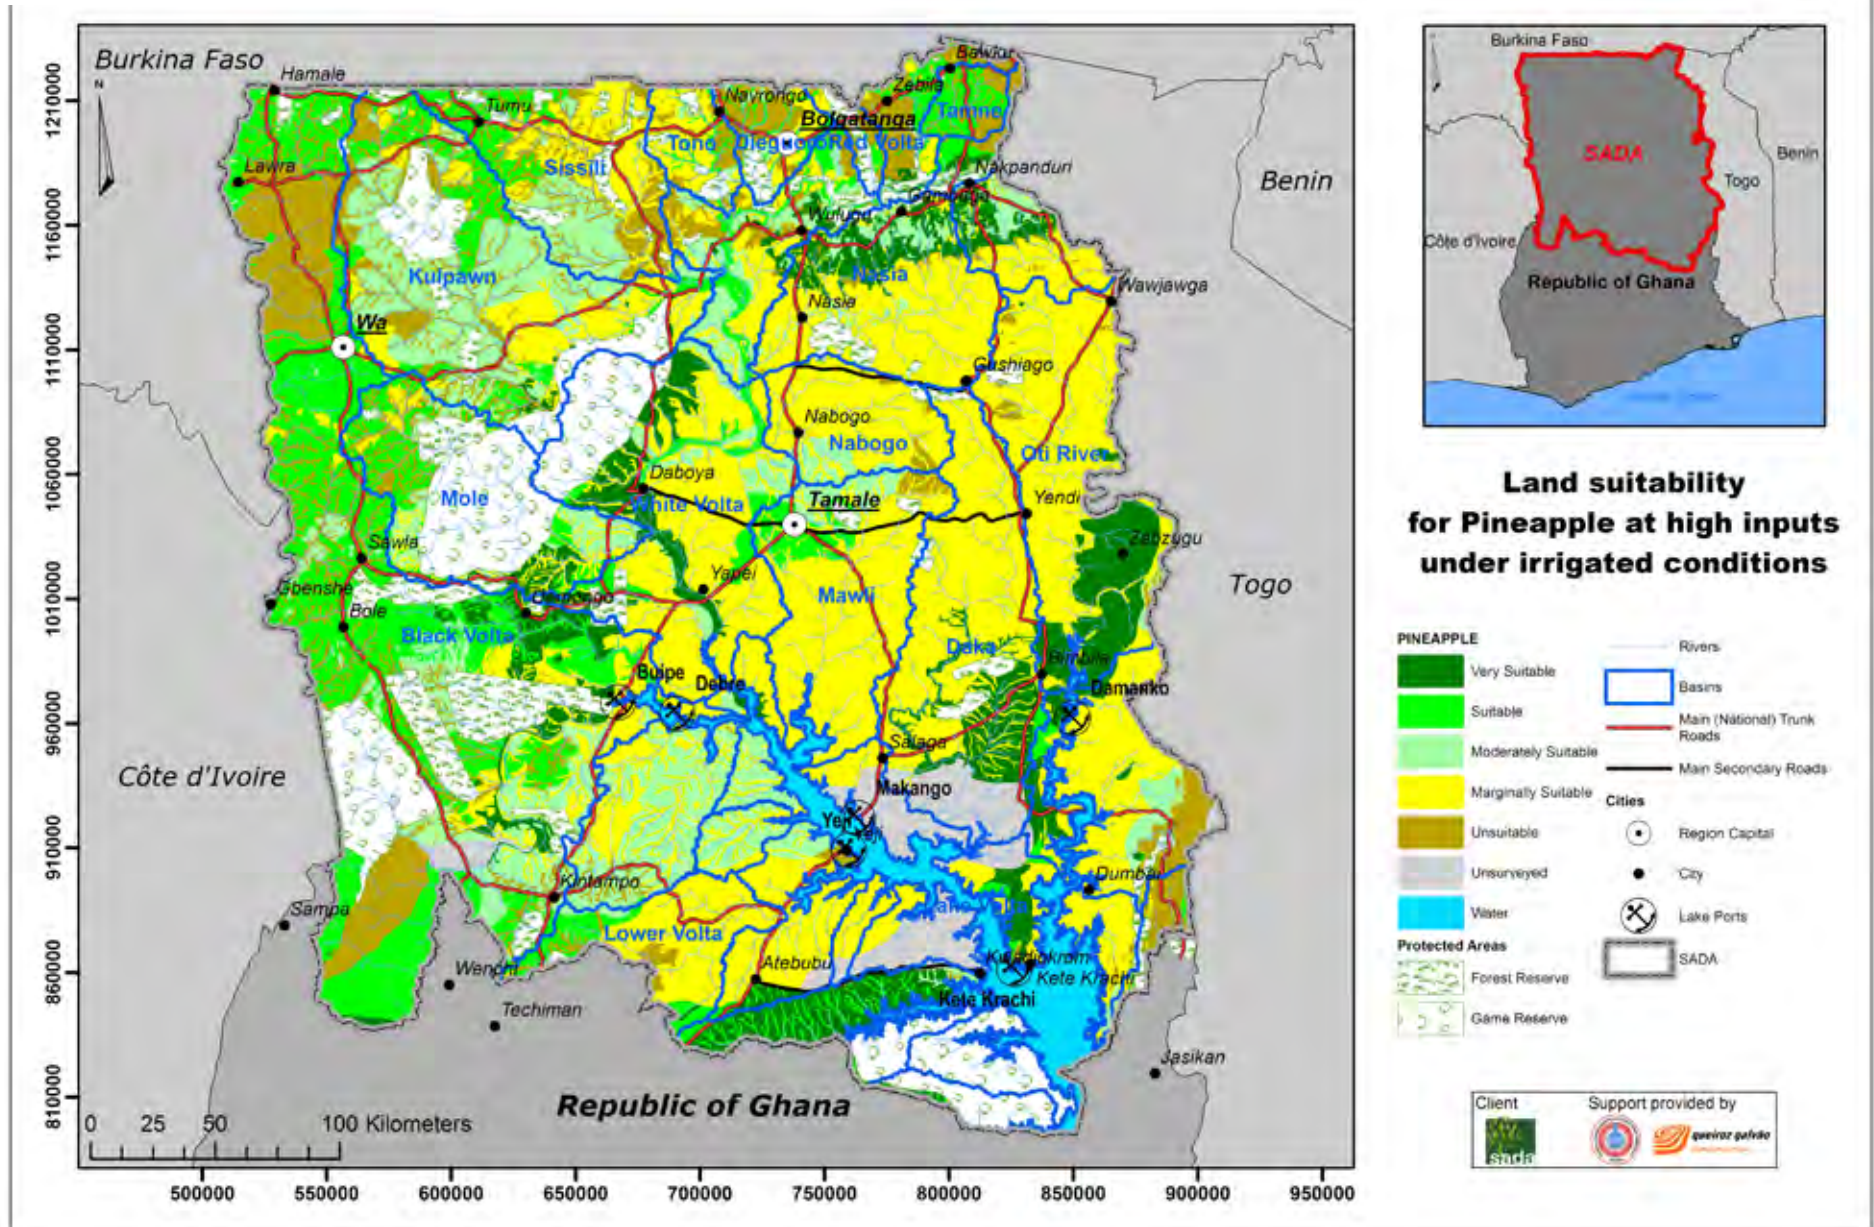 Burkina Faso
N
Hamale
Bawku
Zebila
Navrongo
Tumu
Bolgatanga
Tamne
Tono
Red Volta
Lawra
Sissili
Nakpanduri
Gambaga
Wulugu
Benin
Kulpawn
Nasia
Wawjawga
Nasia
Wa
Gushiago
Nabogo
Nabogo
Oti River
Daboya
Mole
White Volta
Tamale
Yendi
Sawla
Zabzugu
Gbenshe
Yapei
Togo
Bole
Damongo
Mawli
Black Volta
Daka
Bimbila
Buipe
Debre
Damanko
Salaga
Côte d'Ivoire
Makango
Yeji
Yeji
Kintampo
Dumbai
Sampa
Lower Volta
Wenchi
Atebubu
Kwadiokrom
Kete Krachi
Kete Krachi
Techiman
Jasikan
Republic of Ghana
0 25 50 100 Kilometers
1210000
1160000
1110000
1060000
1010000
960000
910000
860000
810000
500000 550000 600000 650000 700000 750000 800000 850000 900000 950000
Burkina Faso
SADA
Benin
Togo
Côte d'Ivoire
Republic of Ghana
Land suitability
for Pineapple at high inputs
under irrigated conditions
PINEAPPLE
Very Suitable
Suitable
Moderately Suitable
Marginally Suitable
Unsuitable
Unsurveyed
Water
Protected Areas
Forest Reserve
Game Reserve
Rivers
Basins
Main (National) Trunk
Roads
Main Secondary Roads
Cities
Region Capital
City
Lake Ports
SADA
Client
Support provided by
sada
queiroz galvão